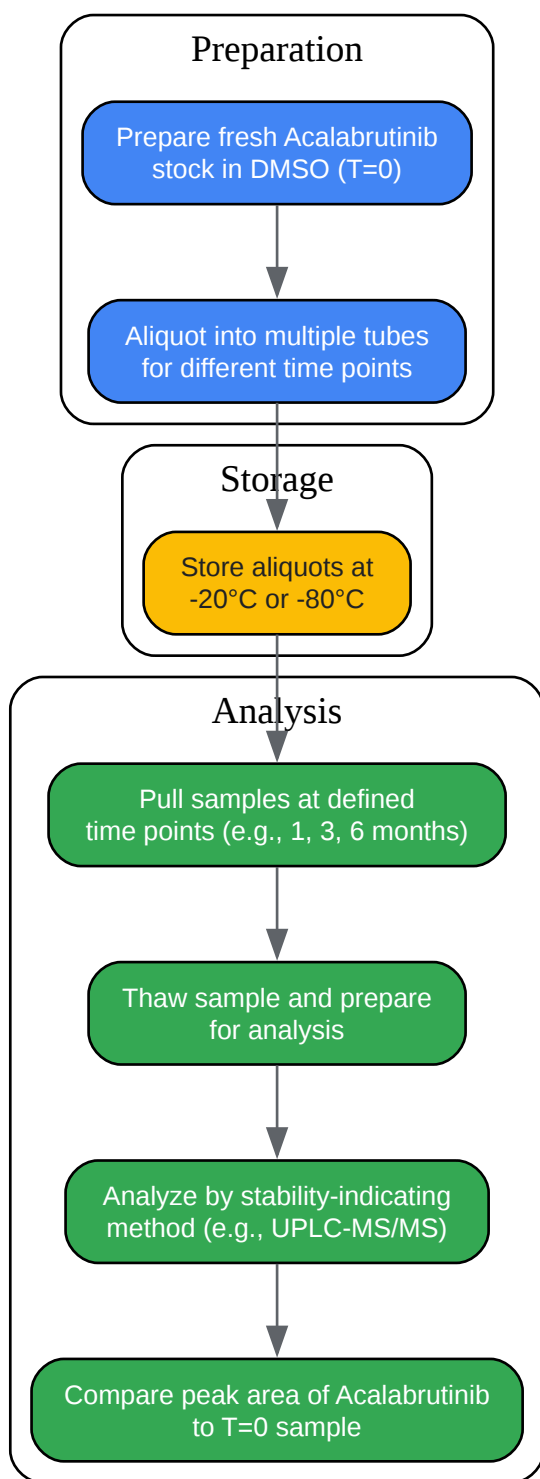 Preparation
Prepare fresh Acalabrutinib
stock in DMSO (T=0)
Aliquot into multiple tubes
for different time points
Storage
Store aliquots at
-20°C or -80°C
Analysis
Pull samples at defined
time points (e.g., 1, 3, 6 months)
Thaw sample and prepare
for analysis
Analyze by stability-indicating
method (e.g., UPLC-MS/MS)
Compare peak area of Acalabrutinib
to T=0 sample